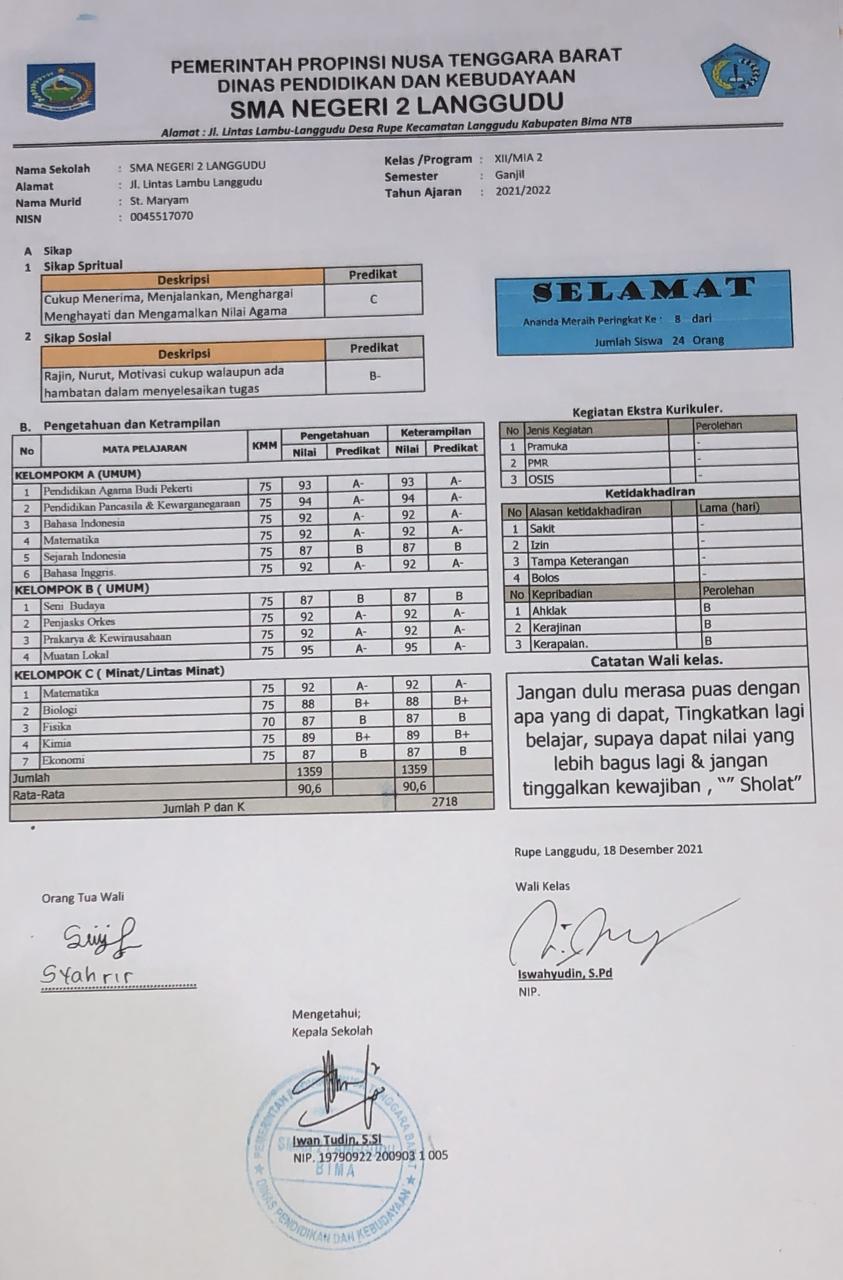 PEMERINTAH PROPINSI NUSA TENGGARA BARAT
DINAS PENDIDIKAN DAN KEBUDAYAAN
SMA NEGERI 2 LANGGUDU
Alamat : Jl. Lintas Lambu-Langgudu Desa Rupe Kecamatan Langgudu Kabupaten Bima NTB
Nama Sekolah : SMA NEGERI 2 LANGGUDU
Alamat : Jl. Lintas Lambu Langgudu
Nama Murid : St. Maryam
NISN : 0045517070
Kelas /Program : XII/MIA 2
Semester : Ganjil
Tahun Ajaran : 2021/2022
A Sikap
1 Sikap Spritual
Deskripsi Predikat
Cukup Menerima, Menjalankan, Menghargai C
Menghayati dan Mengamalkan Nilai Agama
2 Sikap Sosial
Deskripsi Predikat
Rajin, Nurut, Motivasi cukup walaupun ada B-
hambatan dalam menyelesaikan tugas
SELAMAT
Ananda Meraih Peringkat Ke : 8 dari
Jumlah Siswa 24 Orang
B. Pengetahuan dan Ketrampilan
No MATA PELAJARAN KMM Pengetahuan Keterampilan
Nilai Predikat Nilai Predikat
KELOMPOKM A (UMUM)
1 Pendidikan Agama Budi Pekerti 75 93 A- 93 A-
2 Pendidikan Pancasila & Kewarganegaraan 75 94 A- 94 A-
3 Bahasa Indonesia 75 92 A- 92 A-
4 Matematika 75 92 A- 92 A-
5 Sejarah Indonesia 75 87 B 87 B
6 Bahasa Inggris. 75 92 A- 92 A-
KELOMPOK B ( UMUM)
1 Seni Budaya 75 87 B 87 B
2 Penjasks Orkes 75 92 A- 92 A-
3 Prakarya & Kewirausahaan 75 92 A- 92 A-
4 Muatan Lokal 75 95 A- 95 A-
KELOMPOK C ( Minat/Lintas Minat)
1 Matematika 75 92 A- 92 A-
2 Biologi 75 88 B+ 88 B+
3 Fisika 70 87 B 87 B
4 Kimia 75 89 B+ 89 B+
7 Ekonomi 75 87 B 87 B
Jumlah 1359 1359
Rata-Rata 90,6 90,6
Jumlah P dan K 2718
Kegiatan Ekstra Kurikuler.
No Jenis Kegiatan Perolehan
1 Pramuka -
2 PMR -
3 OSIS -
Ketidakhadiran
No Alasan ketidakhadiran Lama (hari)
1 Sakit -
2 Izin -
3 Tampa Keterangan -
4 Bolos -
No Kepribadian Perolehan
1 Ahklak B
2 Kerajinan B
3 Kerapaian. B
Catatan Wali kelas.
Jangan dulu merasa puas dengan
apa yang di dapat, Tingkatkan lagi
belajar, supaya dapat nilai yang
lebih bagus lagi & jangan
tinggalkan kewajiban , “” Sholat”
Rupe Langgudu, 18 Desember 2021
Orang Tua Wali
Wali Kelas
Syahrir
Iswahyudin, S.Pd
NIP.
Mengetahui;
Kepala Sekolah
Iwan Tudin, S.SI
NIP. 19790922 200903 1 005
BIMA
DINAS PENDIDIKAN DAN KEBUDAYAAN